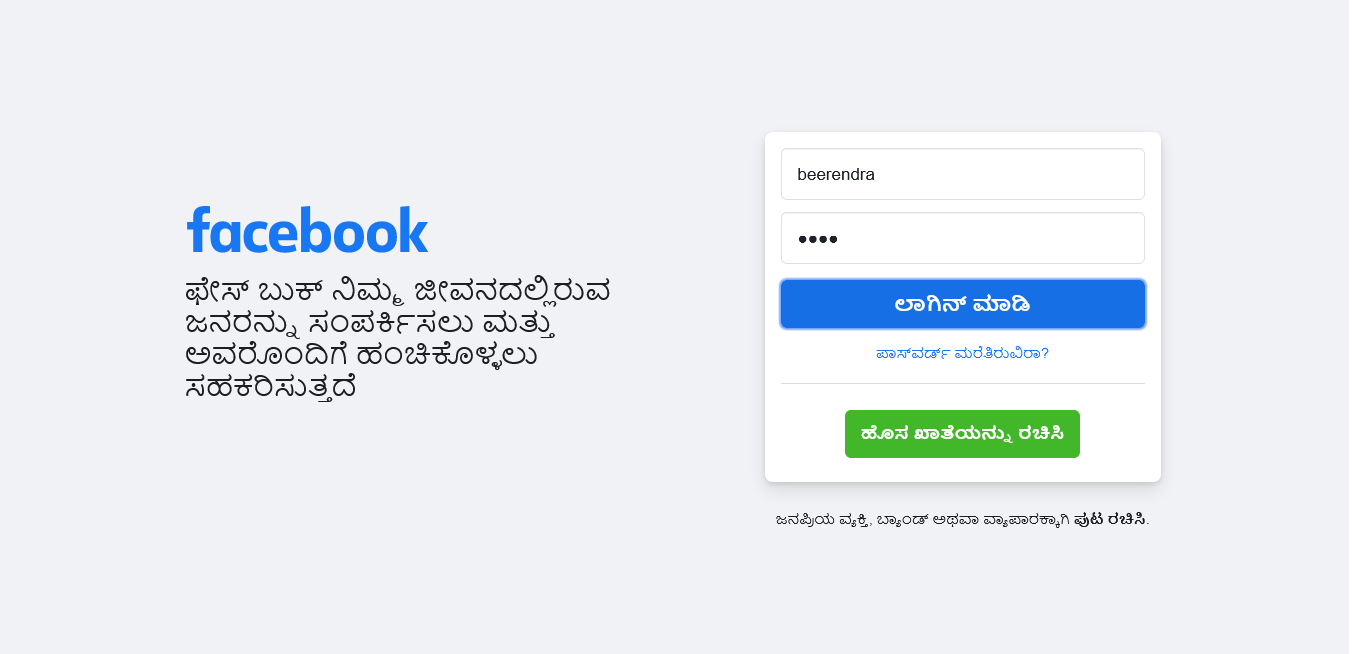 facebook
ಫೇಸ್ ಬುಕ್ ನಿಮ್ಮ ಜೀವನದಲ್ಲಿರುವ
ಜನರನ್ನು ಸಂಪರ್ಕಿಸಲು ಮತ್ತು
ಅವರೊಂದಿಗೆ ಹಂಚಿಕೊಳ್ಳಲು
ಸಹಕರಿಸುತ್ತದೆ
beerendra
••••
ಲಾಗಿನ್ ಮಾಡಿ
ಪಾಸ್‌ವರ್ಡ್ ಮರೆತಿರುವಿರಾ?
ಹೊಸ ಖಾತೆಯನ್ನು ರಚಿಸಿ
ಜನಪ್ರಿಯ ವ್ಯಕ್ತಿ, ಬ್ಯಾಂಡ್ ಅಥವಾ ವ್ಯಾಪಾರಕ್ಕಾಗಿ ಪುಟ ರಚಿಸಿ.